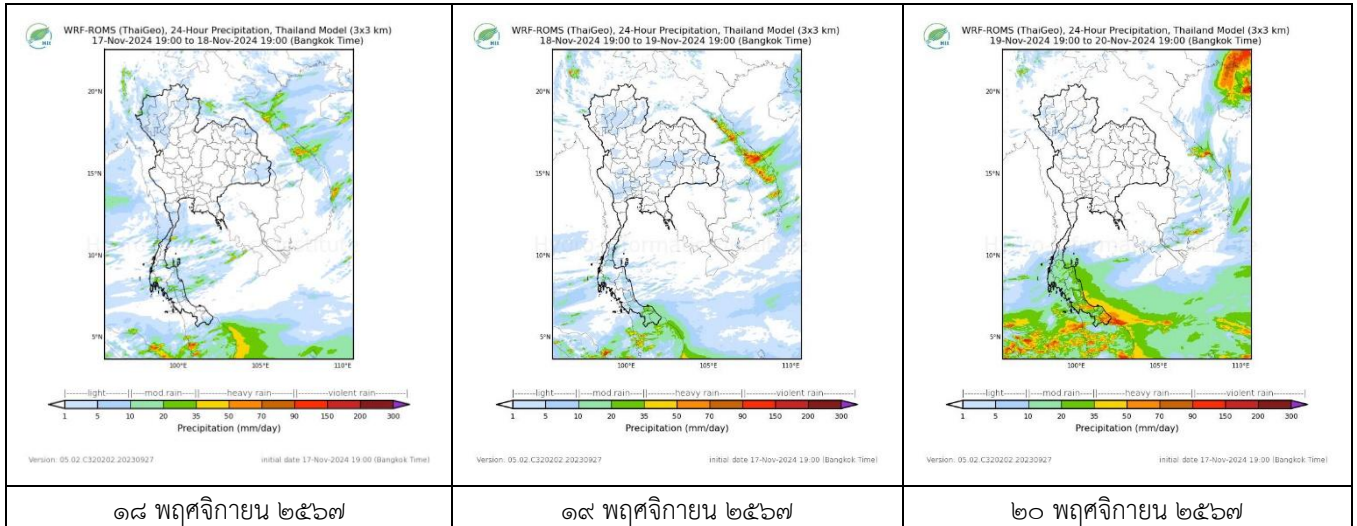 WRF-ROMS (ThaiGeo), 24-Hour Precipitation, Thailand Model (3x3 km)
17-Nov-2024 19:00 to 18-Nov-2024 19:00 (Bangkok Time)
HII
20°N
15°N
10°N
5°N
100°E 105°E 110°E
|------light------||---mod rain---||------heavy rain------||------violent rain---|
1 5 10 20 35 50 70 90 150 200 300
Precipitation (mm/day)
Version: 05.02.C320202.20230927 initial date 17-Nov-2024 19:00 (Bangkok Time)
๑๘ พฤศจิกายน ๒๕๖๗
WRF-ROMS (ThaiGeo), 24-Hour Precipitation, Thailand Model (3x3 km)
18-Nov-2024 19:00 to 19-Nov-2024 19:00 (Bangkok Time)
HII
20°N
15°N
10°N
5°N
100°E 105°E 110°E
|------light------||---mod rain---||------heavy rain------||------violent rain---|
1 5 10 20 35 50 70 90 150 200 300
Precipitation (mm/day)
Version: 05.02.C320202.20230927 initial date 17-Nov-2024 19:00 (Bangkok Time)
๑๙ พฤศจิกายน ๒๕๖๗
WRF-ROMS (ThaiGeo), 24-Hour Precipitation, Thailand Model (3x3 km)
19-Nov-2024 19:00 to 20-Nov-2024 19:00 (Bangkok Time)
HII
20°N
15°N
10°N
5°N
100°E 105°E 110°E
|------light------||---mod rain---||------heavy rain------||------violent rain---|
1 5 10 20 35 50 70 90 150 200 300
Precipitation (mm/day)
Version: 05.02.C320202.20230927 initial date 17-Nov-2024 19:00 (Bangkok Time)
๒๐ พฤศจิกายน ๒๕๖๗